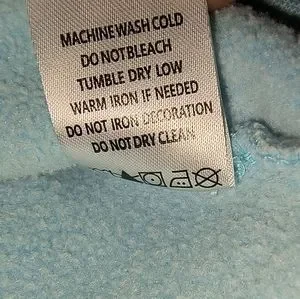 MACHINE WASH COLD
DO NOT BLEACH
TUMBLE DRY LOW
WARM IRON IF NEEDED
DO NOT IRON DECORATION
DO NOT DRY CLEAN